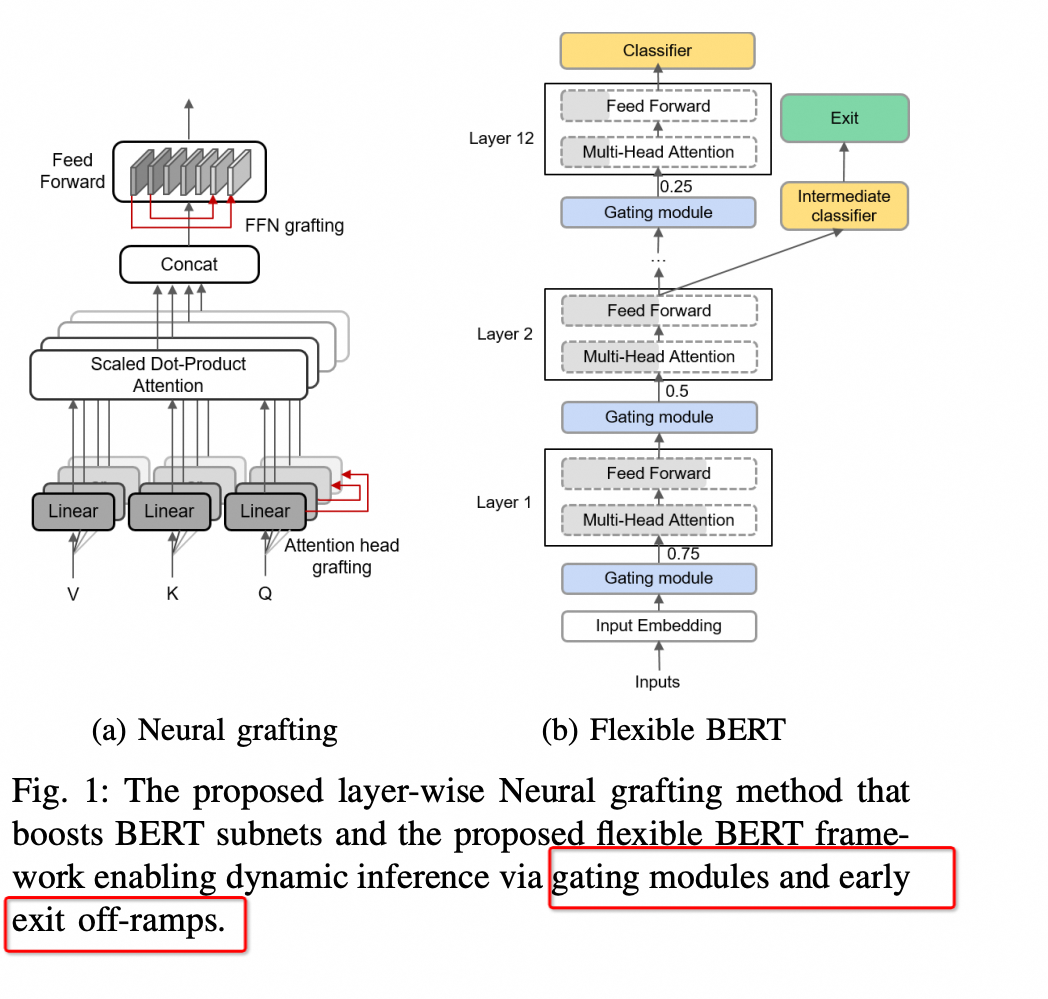 Feed
Forward
FFN grafting
Concat
Scaled Dot-Product
Attention
Linear
Linear
Linear
Attention head
grafting
V
K
Q
(a) Neural grafting
Classifier
Layer 12
Feed Forward
Multi-Head Attention
0.25
Gating module
Exit
Intermediate
classifier
...
Layer 2
Feed Forward
Multi-Head Attention
0.5
Gating module
Layer 1
Feed Forward
Multi-Head Attention
0.75
Gating module
Input Embedding
Inputs
(b) Flexible BERT
Fig. 1: The proposed layer-wise Neural grafting method that
boosts BERT subnets and the proposed flexible BERT frame-
work enabling dynamic inference via gating modules and early
exit off-ramps.